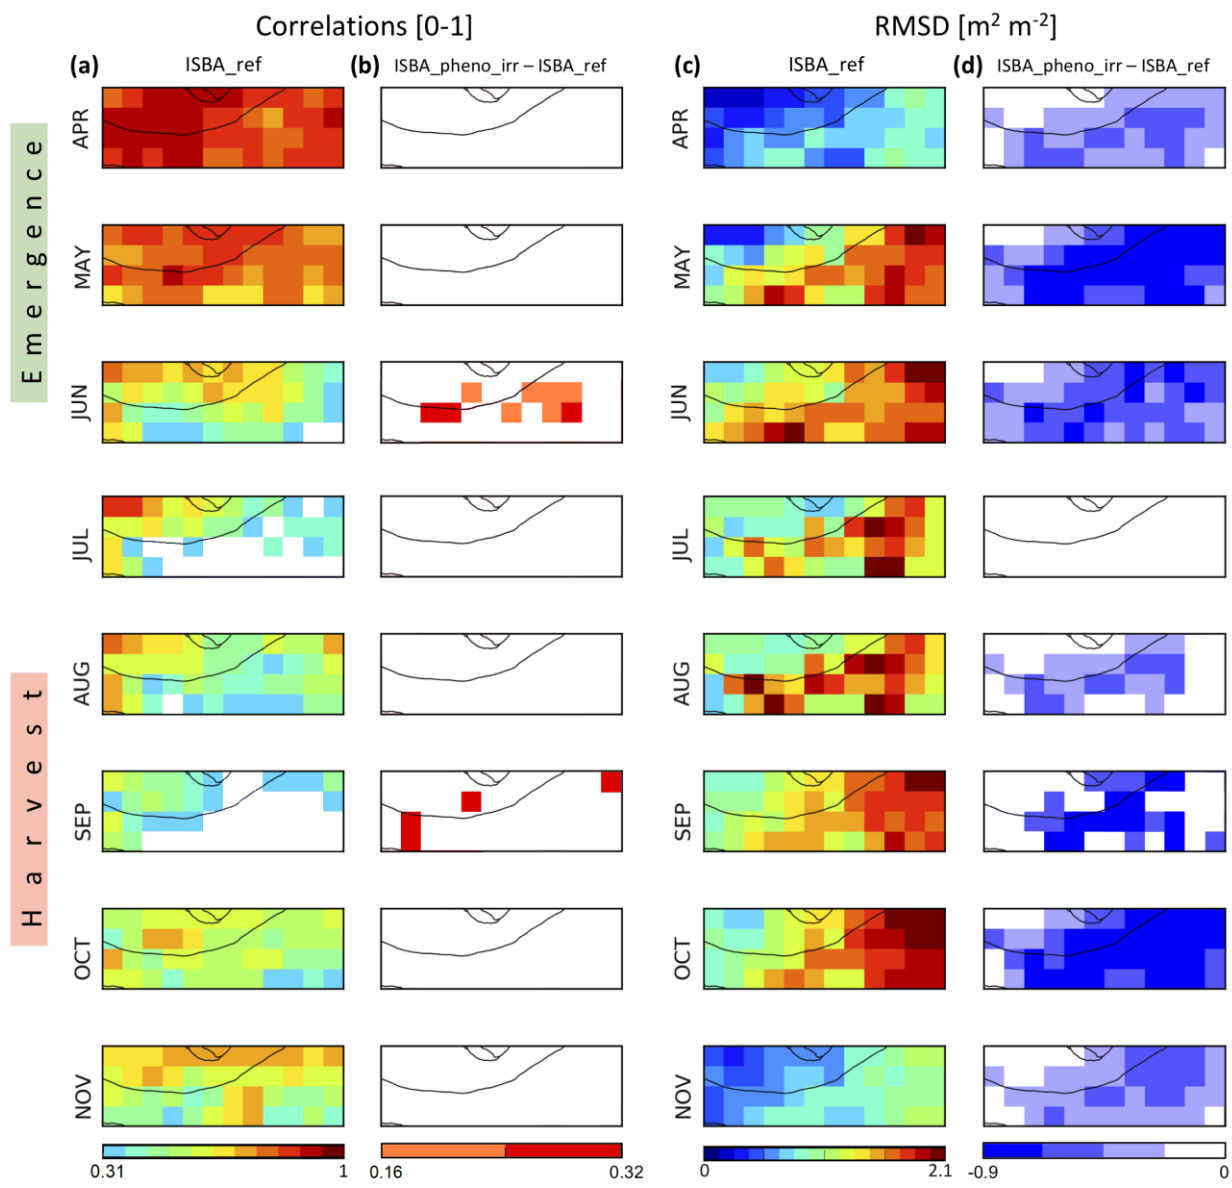 Correlations [0-1]
RMSD [m² m⁻²]
(a)
ISBA_ref
(b)
ISBA_pheno_irr – ISBA_ref
(c)
ISBA_ref
(d)
ISBA_pheno_irr – ISBA_ref
Emergence
APR
MAY
JUN
JUL
Harvest
AUG
SEP
OCT
NOV
0.31
1
0.16
0.32
0
2.1
-0.9
0